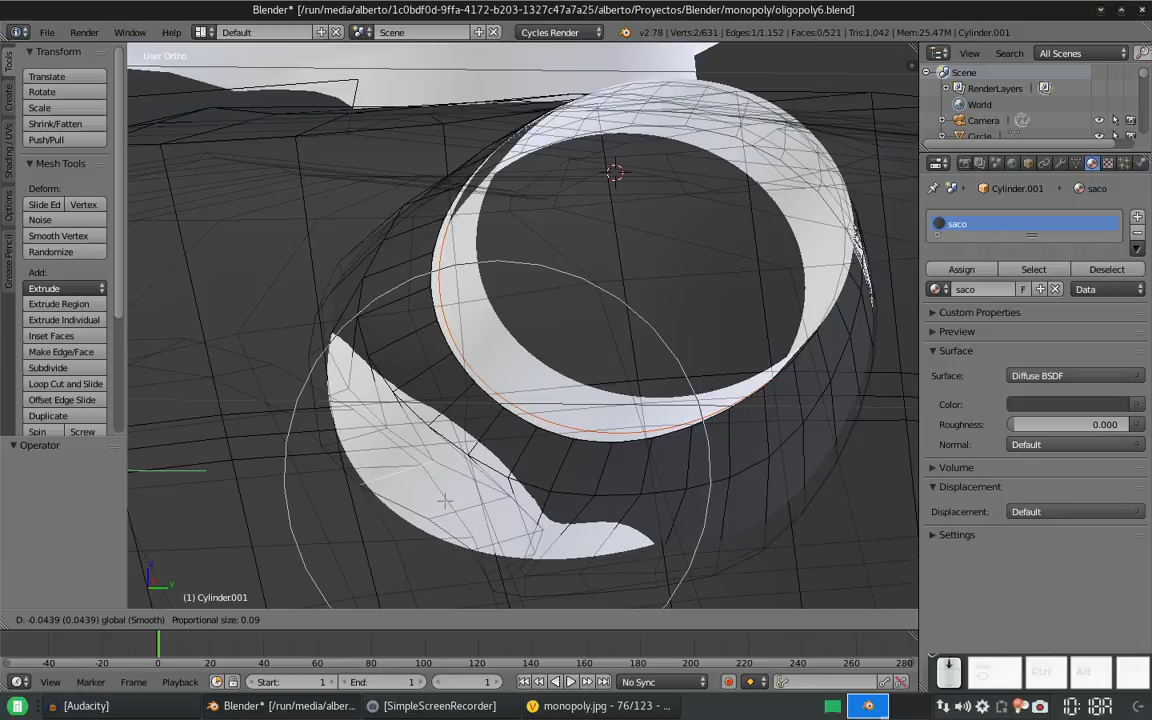 Blender* [/run/media/alberto/1c0bdf0d-9ffa-4172-b203-1327c47a7a25/alberto/Proyectos/Blender/monopoly/oligopoly6.blend]
File Render Window Help Default Scene Cycles Render v2.78 | Verts:2/631 | Edges:1/1,152 | Faces:0/521 | Tris:1,042 | Mem:25.47M | Cylinder.001
View Search All Scenes
Tools
Create
Shading / UVs
Options
Grease Pencil
Transform
Translate
Rotate
Scale
Shrink/Fatten
Push/Pull
Mesh Tools
Deform:
Slide Ed Vertex
Noise
Smooth Vertex
Randomize
Add:
Extrude
Extrude Region
Extrude Individual
Inset Faces
Make Edge/Face
Subdivide
Loop Cut and Slide
Offset Edge Slide
Duplicate
Spin Screw
Operator
User Ortho
z
y
(1) Cylinder.001
Scene
RenderLayers
World
Camera
Circle
Cylinder.001 saco
saco
Assign Select Deselect
saco F Data
Custom Properties
Preview
Surface
Surface: Diffuse BSDF
Color:
Roughness: 0.000
Normal: Default
Volume
Displacement
Displacement: Default
Settings
D: -0.0439 (0.0439) global (Smooth) Proportional size: 0.09
-40 -20 0 20 40 60 80 100 120 140 160 180 200 220 240 260 280
View Marker Frame Playback Start: 1 End: 1 1 No Sync
Ctrl Alt
[Audacity] Blender* [/run/media/alber... [SimpleScreenRecorder] monopoly.jpg - 76/123 - ...